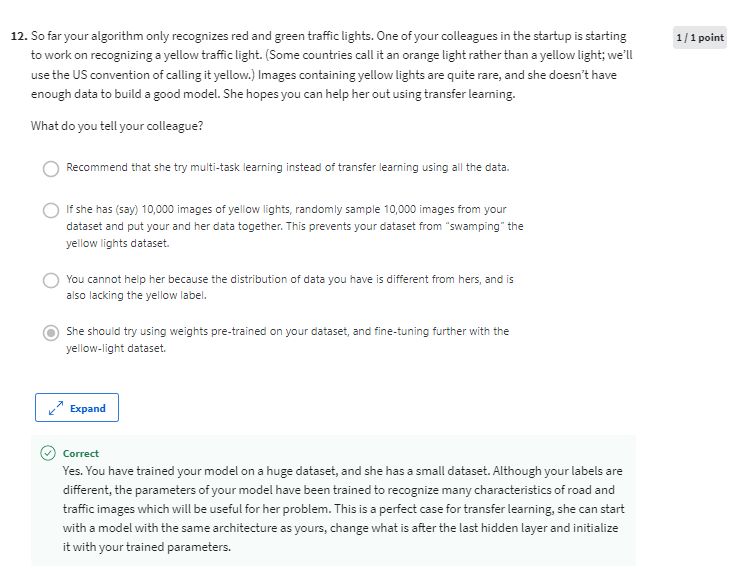 12. So far your algorithm only recognizes red and green traffic lights. One of your colleagues in the startup is starting
1 / 1 point
to work on recognizing a yellow traffic light. (Some countries call it an orange light rather than a yellow light; we'll
use the US convention of calling it yellow.) Images containing yellow lights are quite rare, and she doesn't have
enough data to build a good model. She hopes you can help her out using transfer learning.
What do you tell your colleague?
Recommend that she try multi-task learning instead of transfer learning using all the data.
If she has (say) 10,000 images of yellow lights, randomly sample 10,000 images from your
dataset and put your and her data together. This prevents your dataset from "swamping" the
yellow lights dataset.
You cannot help her because the distribution of data you have is different from hers, and is
also lacking the yellow label.
She should try using weights pre-trained on your dataset, and fine-tuning further with the
yellow-light dataset.
Expand
Correct
Yes. You have trained your model on a huge dataset, and she has a small dataset. Although your labels are
different, the parameters of your model have been trained to recognize many characteristics of road and
traffic images which will be useful for her problem. This is a perfect case for transfer learning, she can start
with a model with the same architecture as yours, change what is after the last hidden layer and initialize
it with your trained parameters.